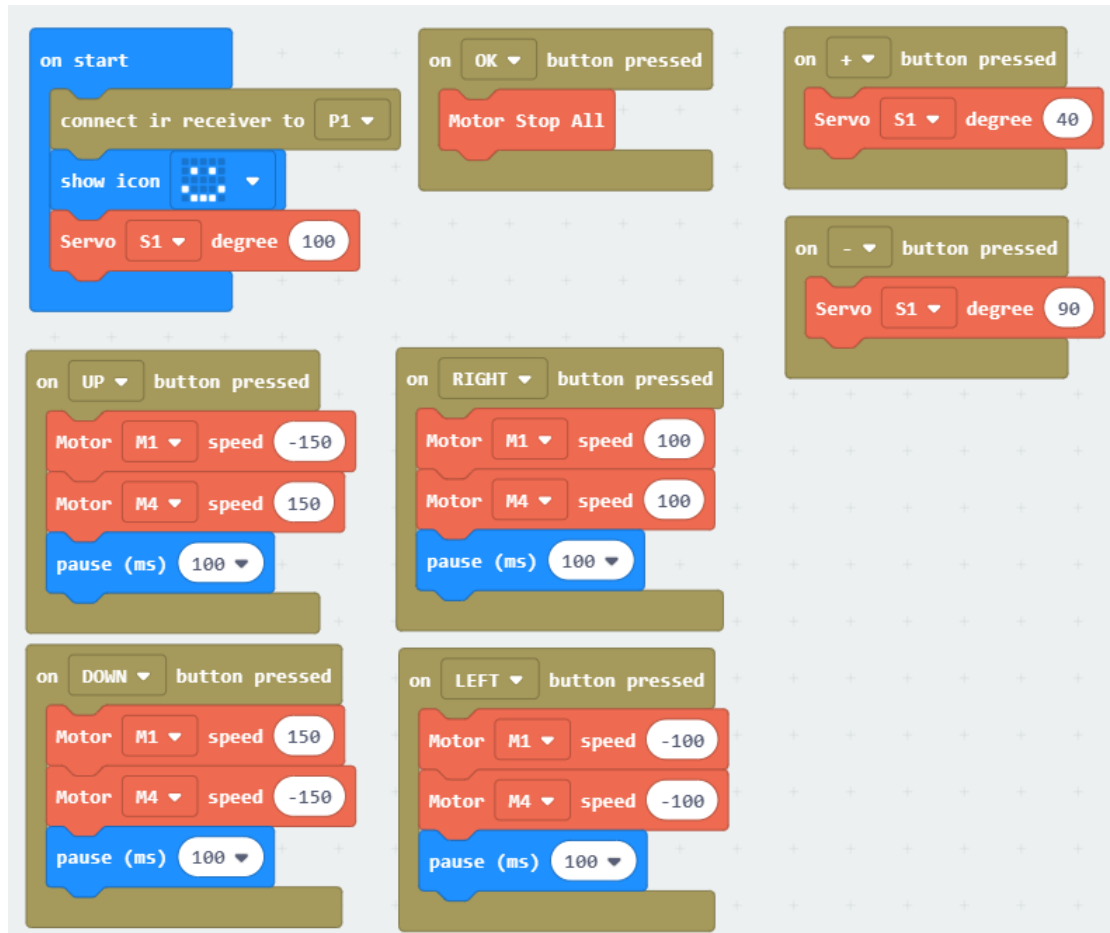 on start
connect ir receiver to P1
show icon
Servo S1 degree 100
on OK button pressed
Motor Stop All
on + button pressed
Servo S1 degree 40
on - button pressed
Servo S1 degree 90
on UP button pressed
Motor M1 speed -150
Motor M4 speed 150
pause (ms) 100
on RIGHT button pressed
Motor M1 speed 100
Motor M4 speed 100
pause (ms) 100
on DOWN button pressed
Motor M1 speed 150
Motor M4 speed -150
pause (ms) 100
on LEFT button pressed
Motor M1 speed -100
Motor M4 speed -100
pause (ms) 100